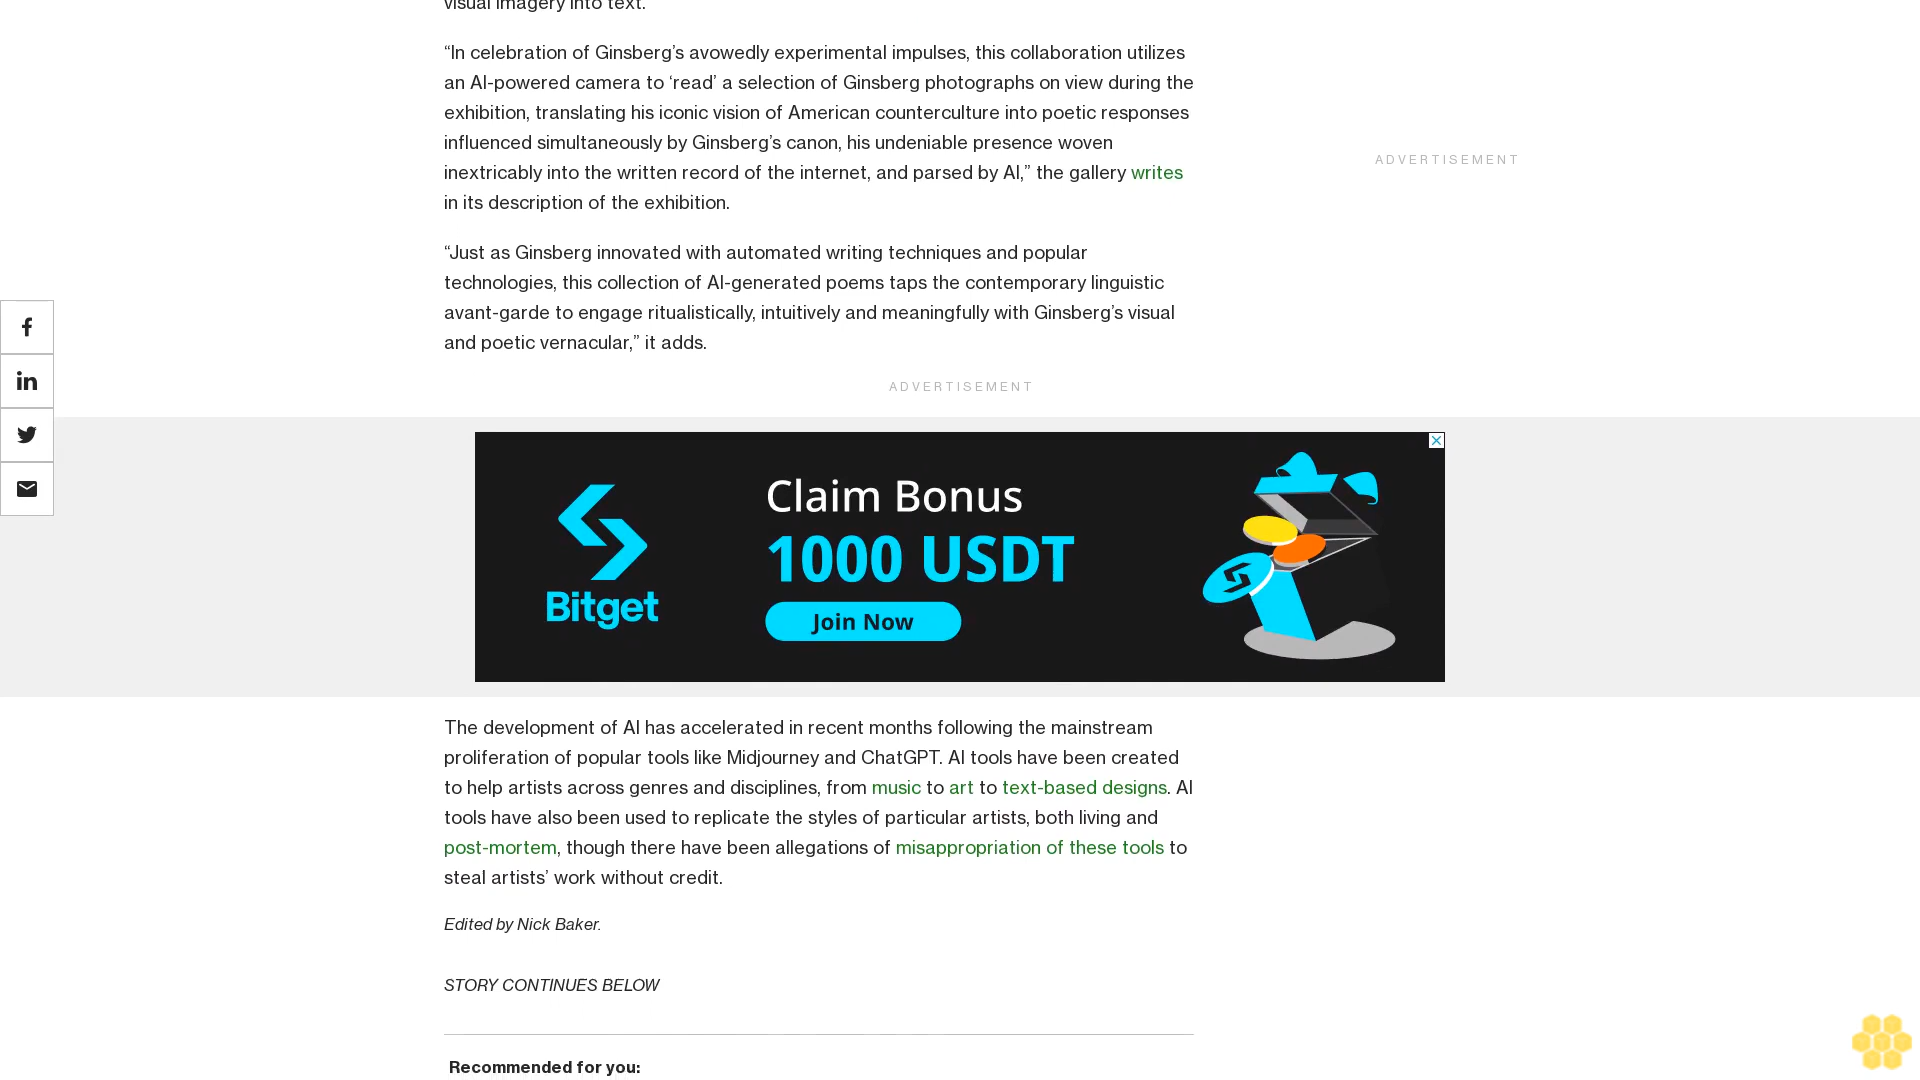 visual imagery into text.
“In celebration of Ginsberg’s avowedly experimental impulses, this collaboration utilizes
an AI-powered camera to ‘read’ a selection of Ginsberg photographs on view during the
exhibition, translating his iconic vision of American counterculture into poetic responses
influenced simultaneously by Ginsberg’s canon, his undeniable presence woven
inextricably into the written record of the internet, and parsed by AI,” the gallery writes
in its description of the exhibition.
ADVERTISEMENT
“Just as Ginsberg innovated with automated writing techniques and popular
technologies, this collection of AI-generated poems taps the contemporary linguistic
avant-garde to engage ritualistically, intuitively and meaningfully with Ginsberg’s visual
and poetic vernacular,” it adds.
ADVERTISEMENT
Bitget
Claim Bonus
1000 USDT
Join Now
The development of AI has accelerated in recent months following the mainstream
proliferation of popular tools like Midjourney and ChatGPT. AI tools have been created
to help artists across genres and disciplines, from music to art to text-based designs. AI
tools have also been used to replicate the styles of particular artists, both living and
post-mortem, though there have been allegations of misappropriation of these tools to
steal artists’ work without credit.
Edited by Nick Baker.
STORY CONTINUES BELOW
Recommended for you: